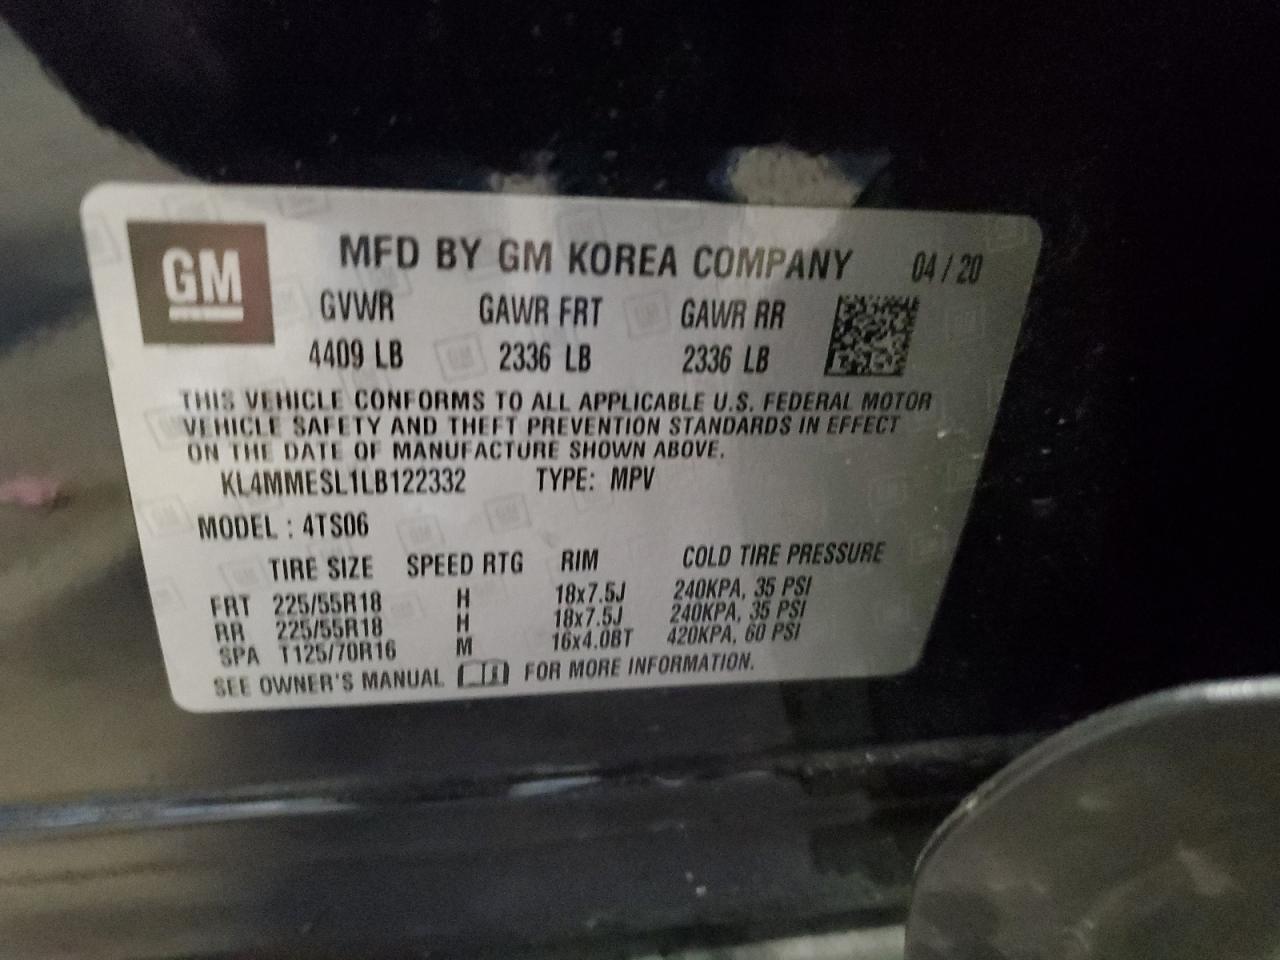 GM
MFD BY GM KOREA COMPANY 04 / 20
GVWR GAWR FRT GAWR RR
4409 LB 2336 LB 2336 LB
THIS VEHICLE CONFORMS TO ALL APPLICABLE U.S. FEDERAL MOTOR
VEHICLE SAFETY AND THEFT PREVENTION STANDARDS IN EFFECT
ON THE DATE OF MANUFACTURE SHOWN ABOVE.
KL4MMESL1LB122332 TYPE: MPV
MODEL : 4TS06
TIRE SIZE SPEED RTG RIM COLD TIRE PRESSURE
FRT 225/55R18 H 18x7.5J 240KPA, 35 PSI
RR 225/55R18 H 18x7.5J 240KPA, 35 PSI
SPA T125/70R16 M 16x4.0BT 420KPA, 60 PSI
SEE OWNER'S MANUAL FOR MORE INFORMATION.